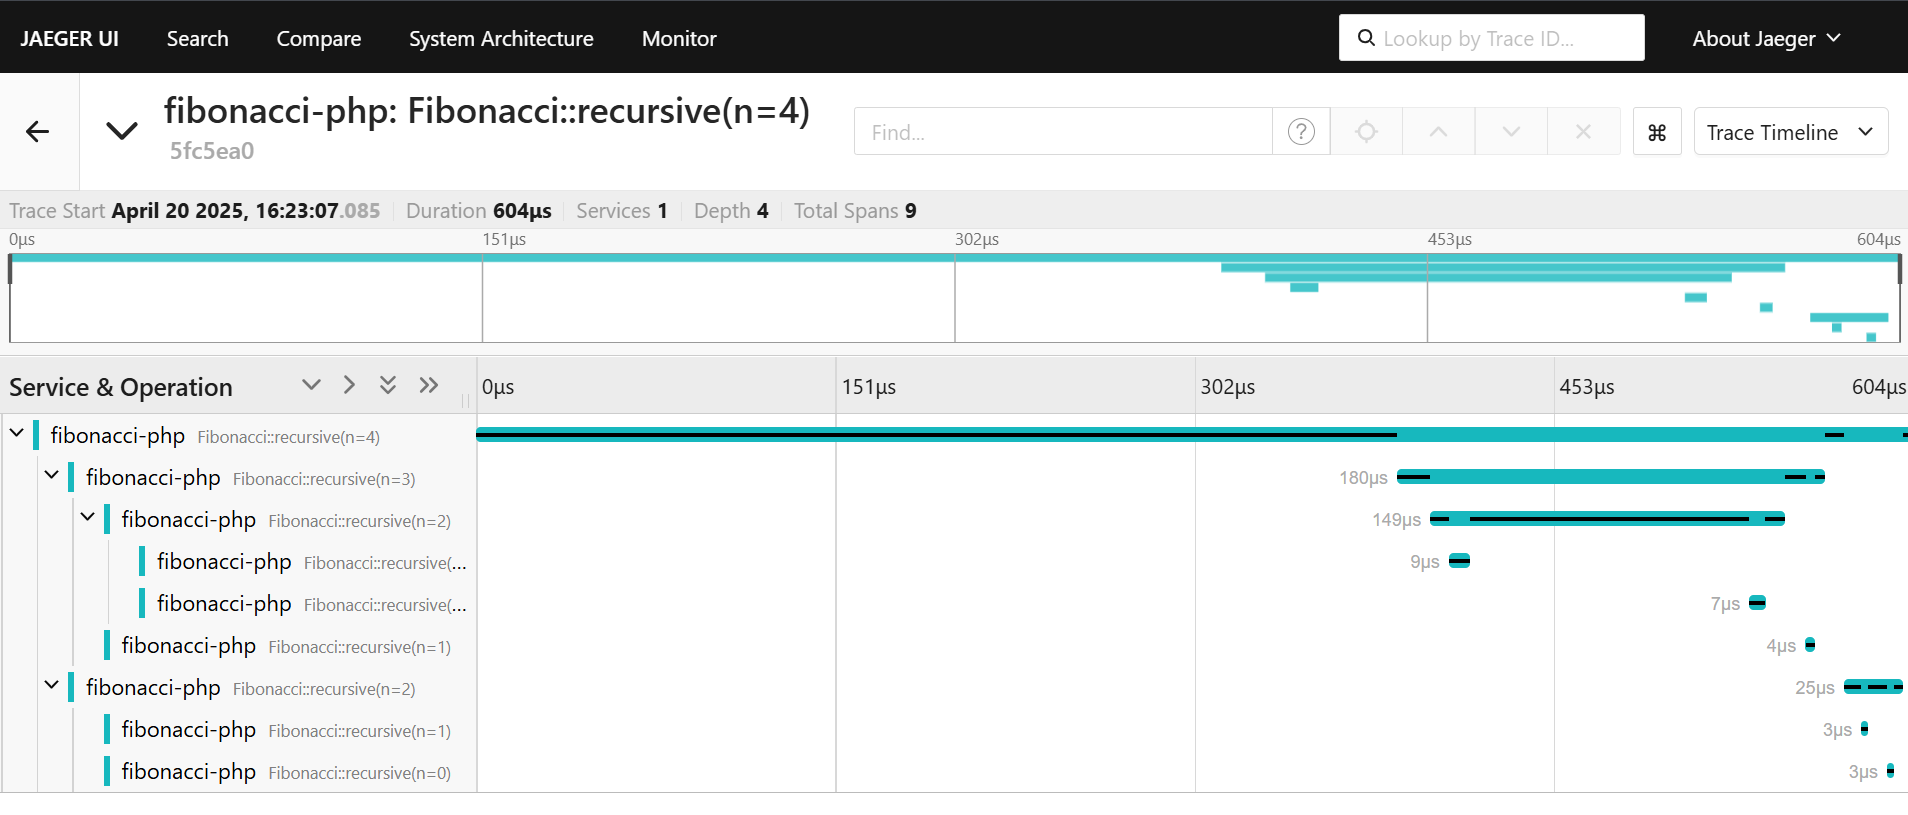 JAEGER UI Search Compare System Architecture Monitor Lookup by Trace ID... About Jaeger
fibonacci-php: Fibonacci::recursive(n=4)
5fc5ea0
Find... ? ⌘ Trace Timeline
Trace Start April 20 2025, 16:23:07.085 Duration 604μs Services 1 Depth 4 Total Spans 9
0μs 151μs 302μs 453μs 604μs
Service & Operation 0μs 151μs 302μs 453μs 604μs
fibonacci-php Fibonacci::recursive(n=4)
fibonacci-php Fibonacci::recursive(n=3) 180μs
fibonacci-php Fibonacci::recursive(n=2) 149μs
fibonacci-php Fibonacci::recursive(... 9μs
fibonacci-php Fibonacci::recursive(... 7μs
fibonacci-php Fibonacci::recursive(n=1) 4μs
fibonacci-php Fibonacci::recursive(n=2) 25μs
fibonacci-php Fibonacci::recursive(n=1) 3μs
fibonacci-php Fibonacci::recursive(n=0) 3μs